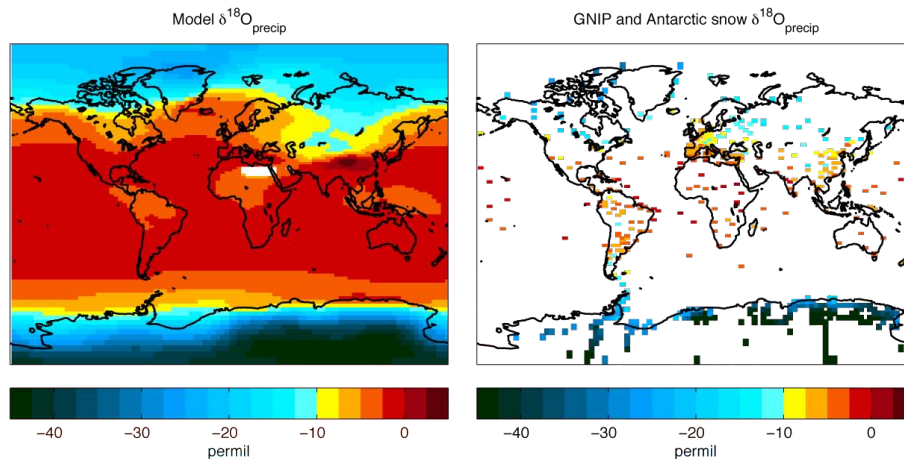 Model δ¹⁸Oₚᵣₑcᵢₚ
GNIP and Antarctic snow δ¹⁸Oₚᵣₑcᵢₚ
−40 −30 −20 −10 0
permil
−40 −30 −20 −10 0
permil